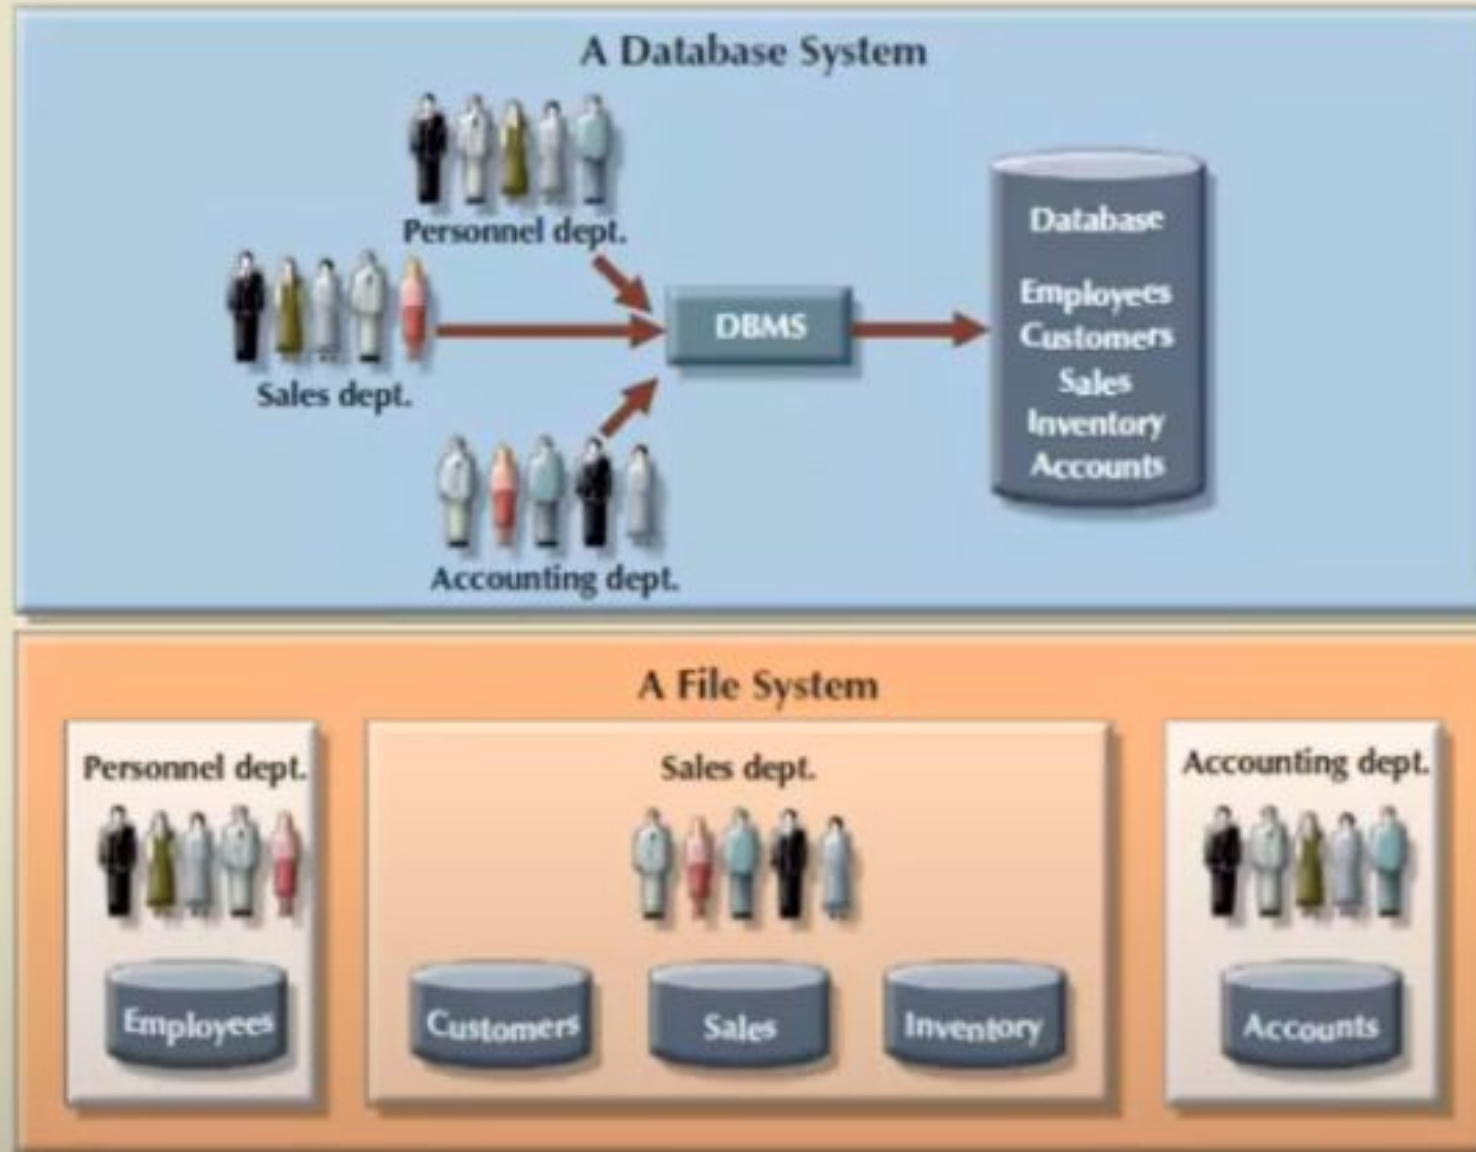 A Database System
Personnel dept.
Sales dept.
Accounting dept.
DBMS
Database
Employees
Customers
Sales
Inventory
Accounts
A File System
Personnel dept.
Employees
Sales dept.
Customers
Sales
Inventory
Accounting dept.
Accounts